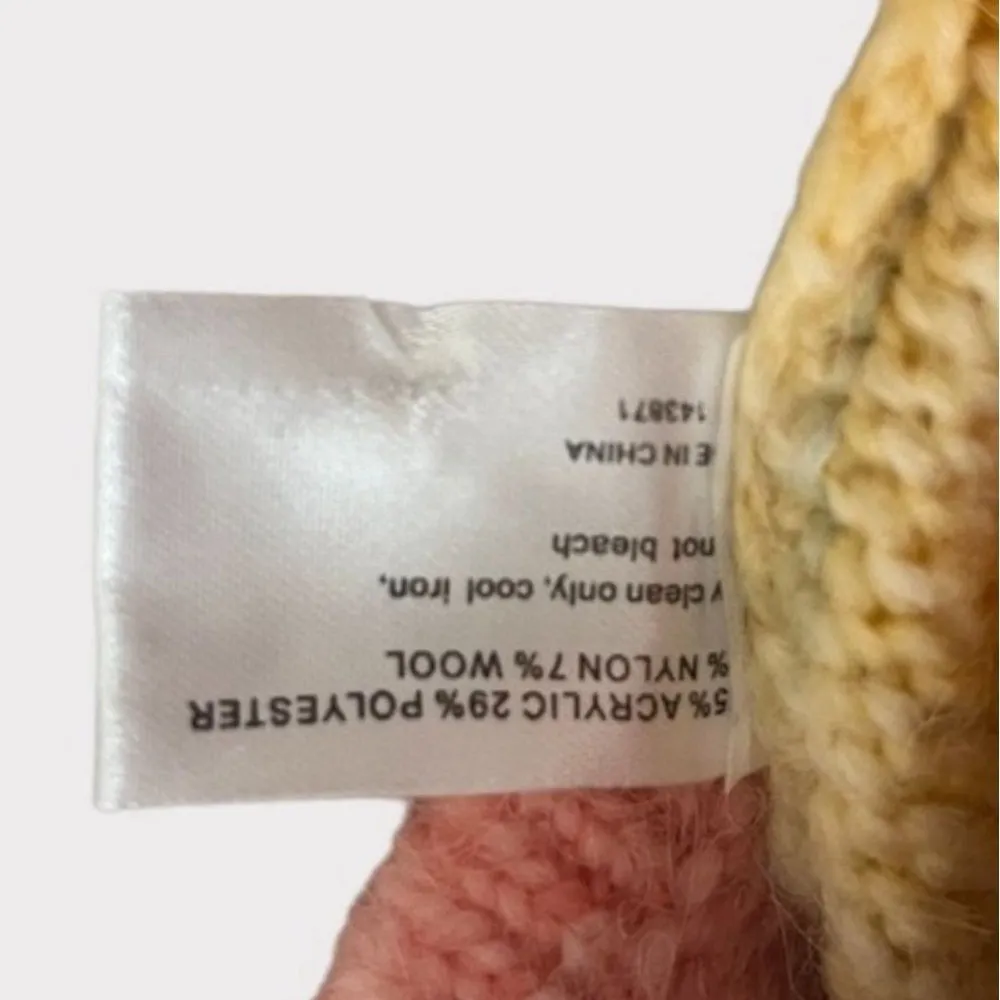 5% ACRYLIC 29% POLYESTER
% NYLON 7% WOOL
y clean only, cool iron,
not bleach
E IN CHINA
143871